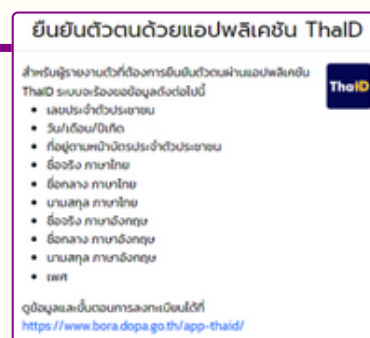 ยืนยันตัวตนด้วยแอปพลิเคชัน ThaID
สำหรับผู้รายงานตัวที่ต้องการยืนยันตัวตนผ่านแอปพลิเคชัน
ThaID ระบบจะร้องขอข้อมูลดังต่อไปนี้
ThaiD
• เลขประจำตัวประชาชน
• วัน/เดือน/ปีเกิด
• ที่อยู่ตามหน้าบัตรประจำตัวประชาชน
• ชื่อจริง ภาษาไทย
• ชื่อกลาง ภาษาไทย
• นามสกุล ภาษาไทย
• ชื่อจริง ภาษาอังกฤษ
• ชื่อกลาง ภาษาอังกฤษ
• นามสกุล ภาษาอังกฤษ
• เพศ
ดูข้อมูลและขั้นตอนการลงทะเบียนได้ที่
https://www.bora.dopa.go.th/app-thaid/